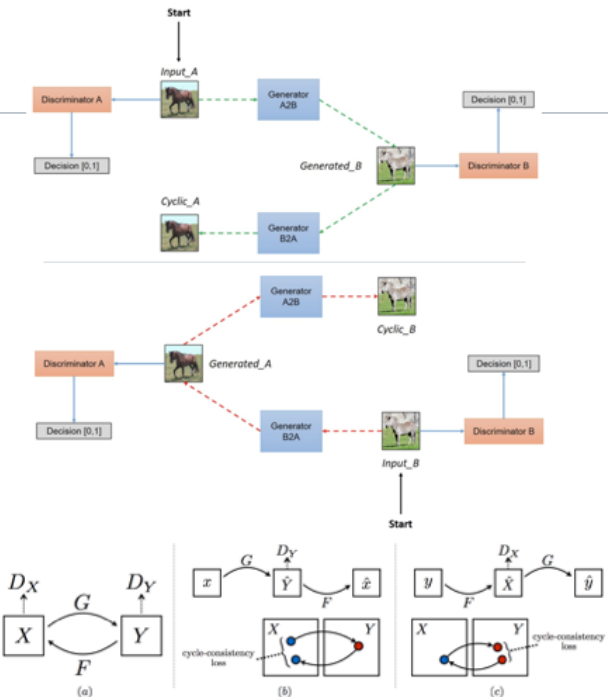 Start
Input_A
Discriminator A
Generator
A2B
Decision [0,1]
Decision [0,1]
Generated_B
Discriminator B
Cyclic_A
Generator
B2A
Generator
A2B
Cyclic_B
Discriminator A
Generated_A
Decision [0,1]
Decision [0,1]
Generator
B2A
Discriminator B
Input_B
Start
D_X
D_Y
G
X
Y
F
(a)
D_Y
G
x
Ŷ
x̂
F
X
Y
cycle-consistency
loss
(b)
D_X
G
y
X̂
ŷ
F
X
Y
cycle-consistency
loss
(c)